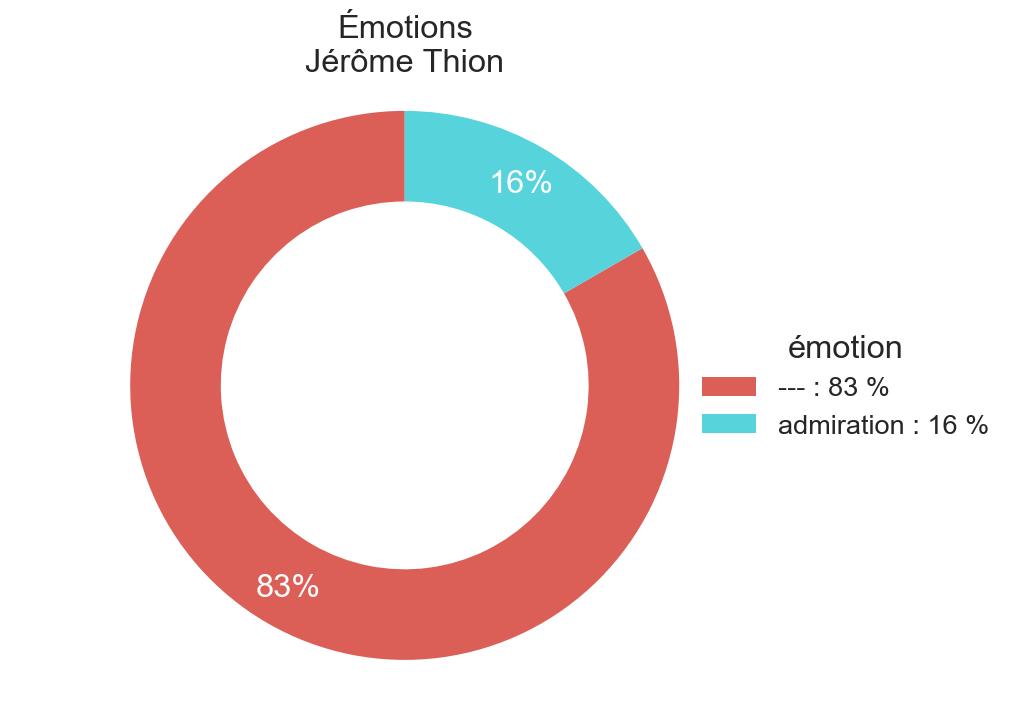 Émotions
Jérôme Thion
16%
83%
émotion
--- : 83 %
admiration : 16 %